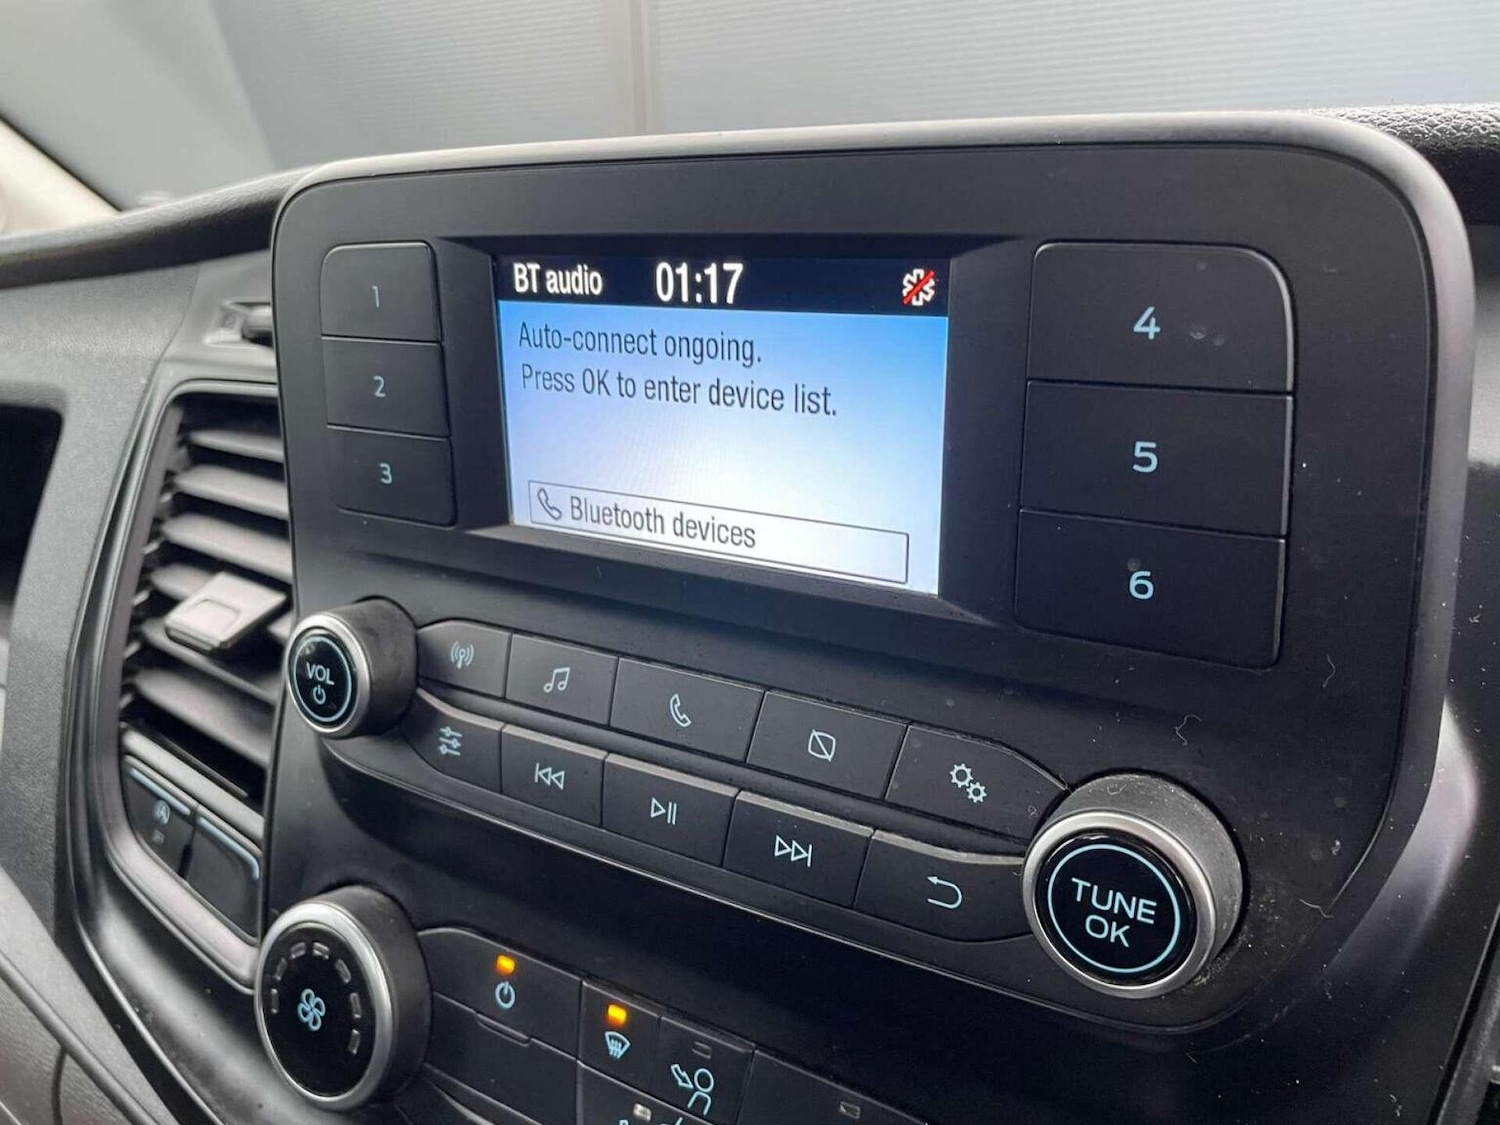 BT audio 01:17
Auto-connect ongoing.
Press OK to enter device list.
Bluetooth devices
1
2
3
4
5
6
VOL
TUNE
OK